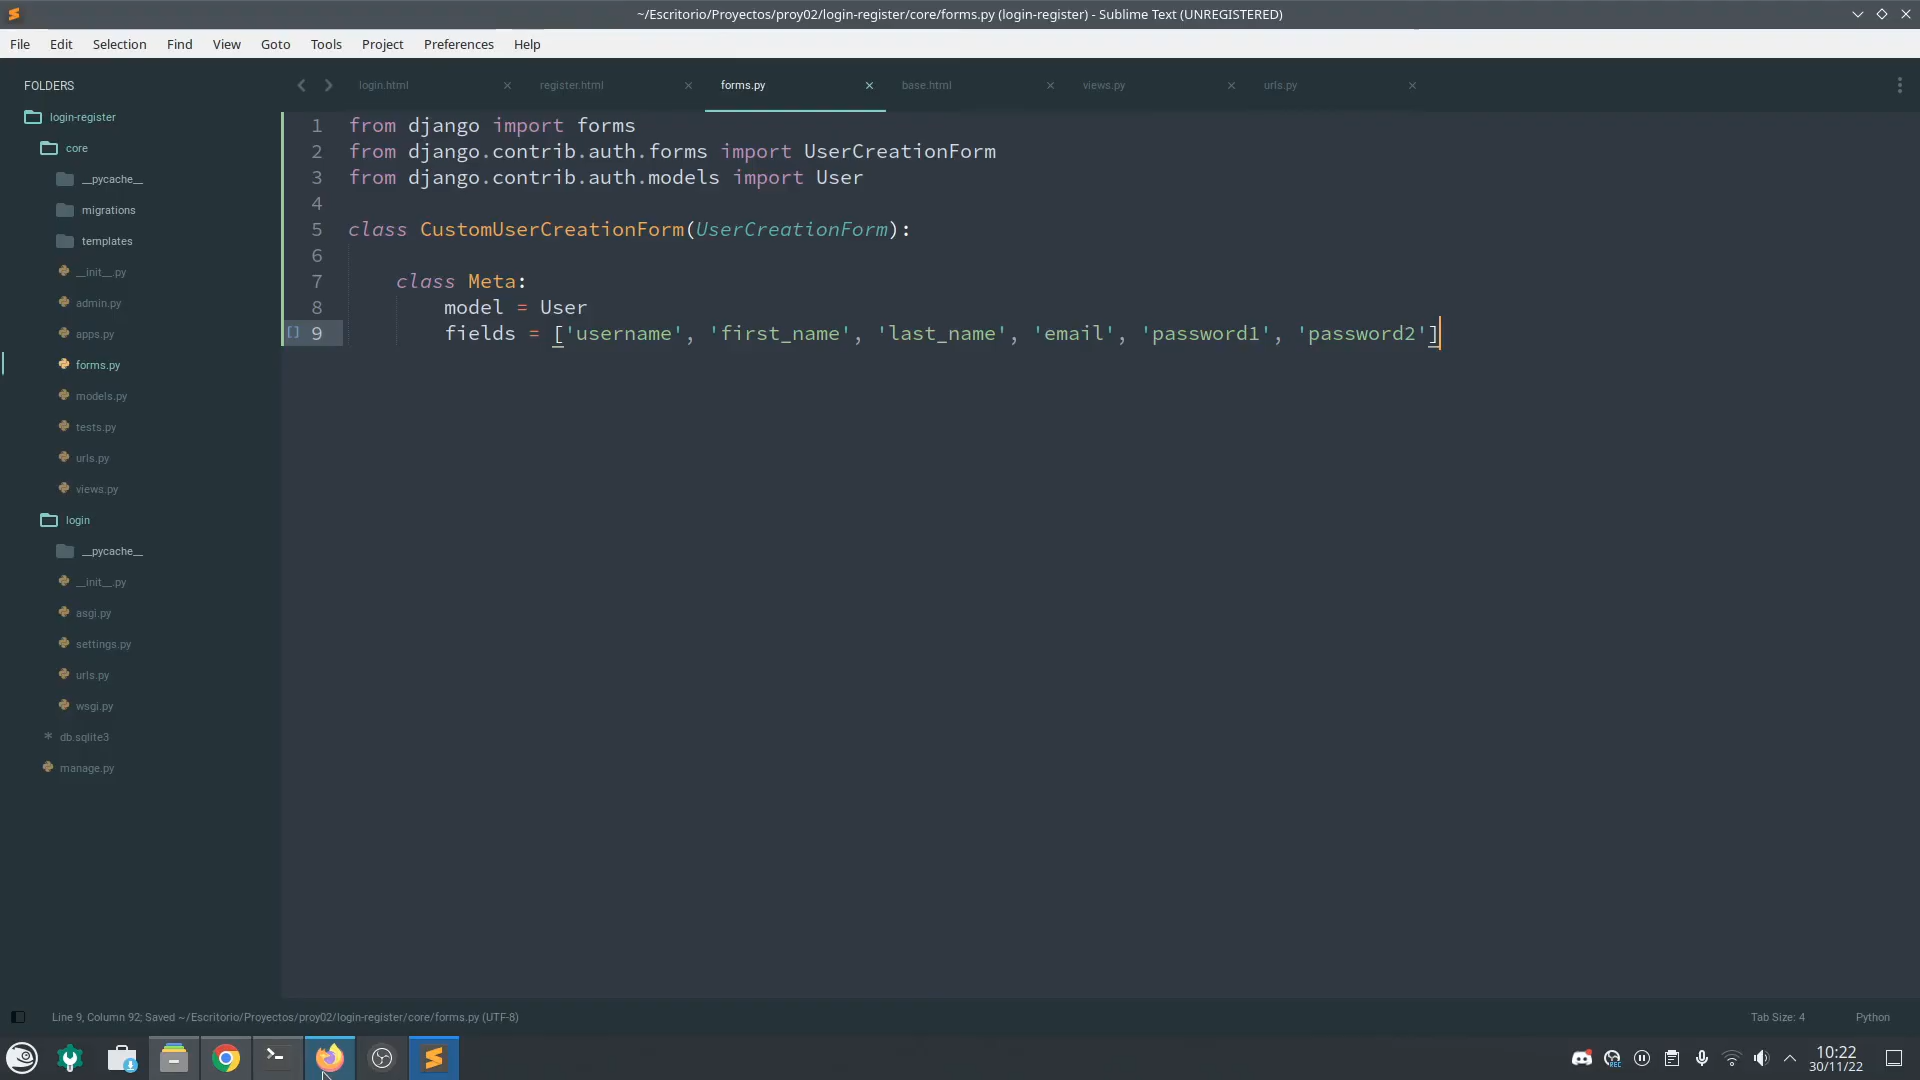 ~/Escritorio/Proyectos/proy02/login-register/core/forms.py (login-register) - Sublime Text (UNREGISTERED)
File Edit Selection Find View Goto Tools Project Preferences Help
FOLDERS
login-register
core
__pycache__
migrations
templates
__init__.py
admin.py
apps.py
forms.py
models.py
tests.py
urls.py
views.py
login
__pycache__
__init__.py
asgi.py
settings.py
urls.py
wsgi.py
db.sqlite3
manage.py
login.html register.html forms.py base.html views.py urls.py
1 from django import forms
2 from django.contrib.auth.forms import UserCreationForm
3 from django.contrib.auth.models import User
4
5 class CustomUserCreationForm(UserCreationForm):
6
7 class Meta:
8 model = User
9 fields = ['username', 'first_name', 'last_name', 'email', 'password1', 'password2']
Line 9, Column 92; Saved ~/Escritorio/Proyectos/proy02/login-register/core/forms.py (UTF-8)
Tab Size: 4 Python
REC
10:22
30/11/22